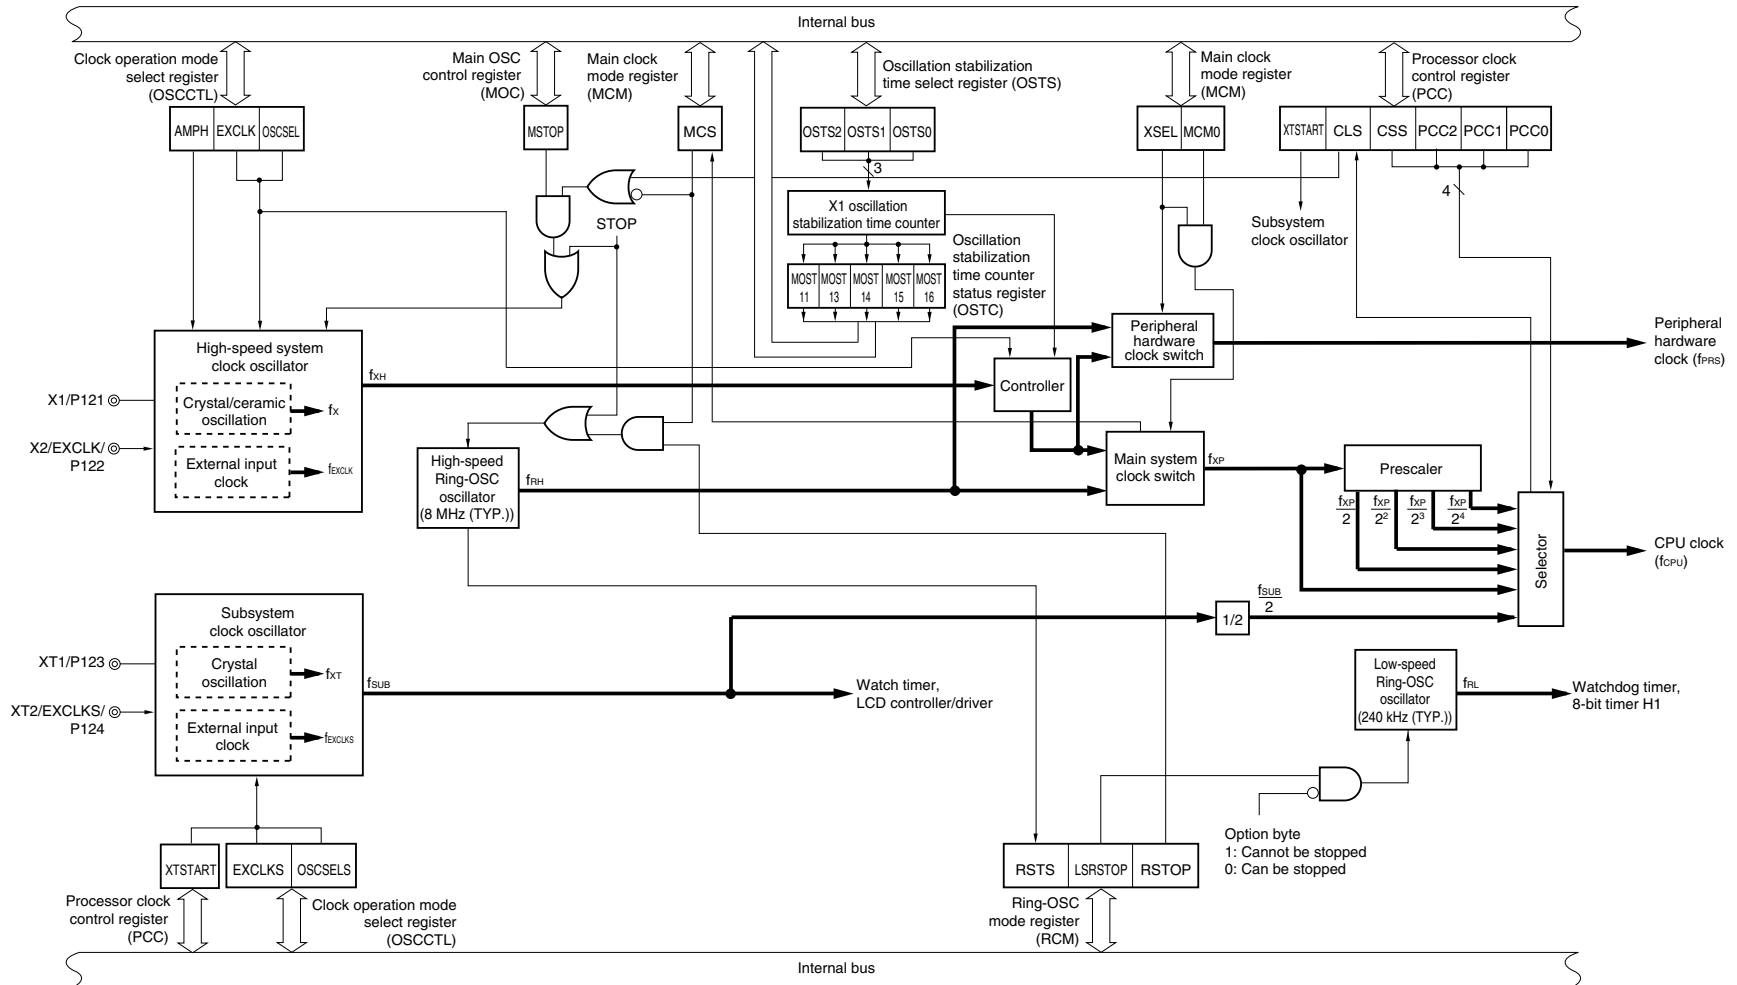 Internal bus
Clock operation mode
select register
(OSCCTL)
Main OSC
control register
(MOC)
Main clock
mode register
(MCM)
Oscillation stabilization
time select register (OSTS)
Main clock
mode register
(MCM)
Processor clock
control register
(PCC)
AMPH EXCLK OSCSEL
MSTOP
MCS
OSTS2 OSTS1 OSTS0
XSEL MCM0
XTSTART CLS CSS PCC2 PCC1 PCC0
3
4
STOP
X1 oscillation
stabilization time counter
Subsystem
clock oscillator
Oscillation
stabilization
time counter
status register
(OSTC)
MOST MOST MOST MOST MOST
11 13 14 15 16
High-speed system
clock oscillator
Crystal/ceramic
oscillation
fX
External input
clock
fEXCLK
X1/P121
X2/EXCLK/
P122
fXH
Controller
Peripheral
hardware
clock switch
Peripheral
hardware
clock (fPRS)
High-speed
Ring-OSC
oscillator
(8 MHz (TYP.))
fRH
Main system
clock switch
fXP
Prescaler
fXP fXP fXP fXP
2 2² 2³ 2⁴
Selector
CPU clock
(fCPU)
Subsystem
clock oscillator
Crystal
oscillation
fXT
External input
clock
fEXCLKS
XT1/P123
XT2/EXCLKS/
P124
fSUB
Watch timer,
LCD controller/driver
1/2
fSUB
2
Low-speed
Ring-OSC
oscillator
(240 kHz (TYP.))
fRL
Watchdog timer,
8-bit timer H1
Option byte
1: Cannot be stopped
0: Can be stopped
XTSTART EXCLKS OSCSELS
RSTS LSRSTOP RSTOP
Processor clock
control register
(PCC)
Clock operation mode
select register
(OSCCTL)
Ring-OSC
mode register
(RCM)
Internal bus